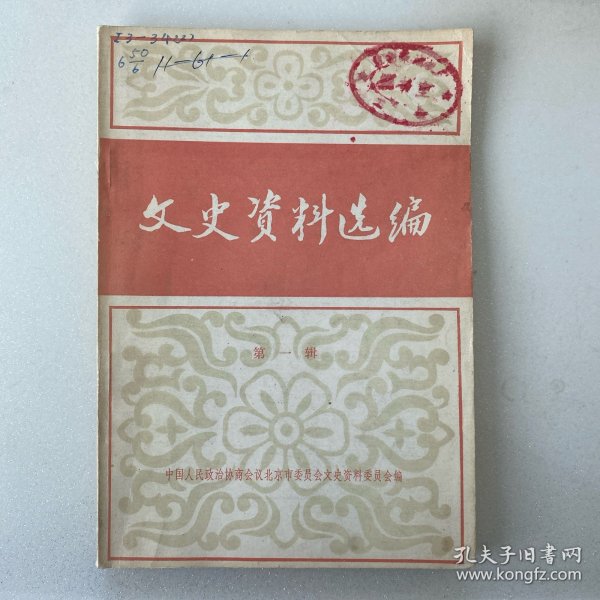 文史資料选编
第一辑
中国人民政治协商会议北京市委员会文史资料委员会编
孔夫子旧书网
www.kongfz.com